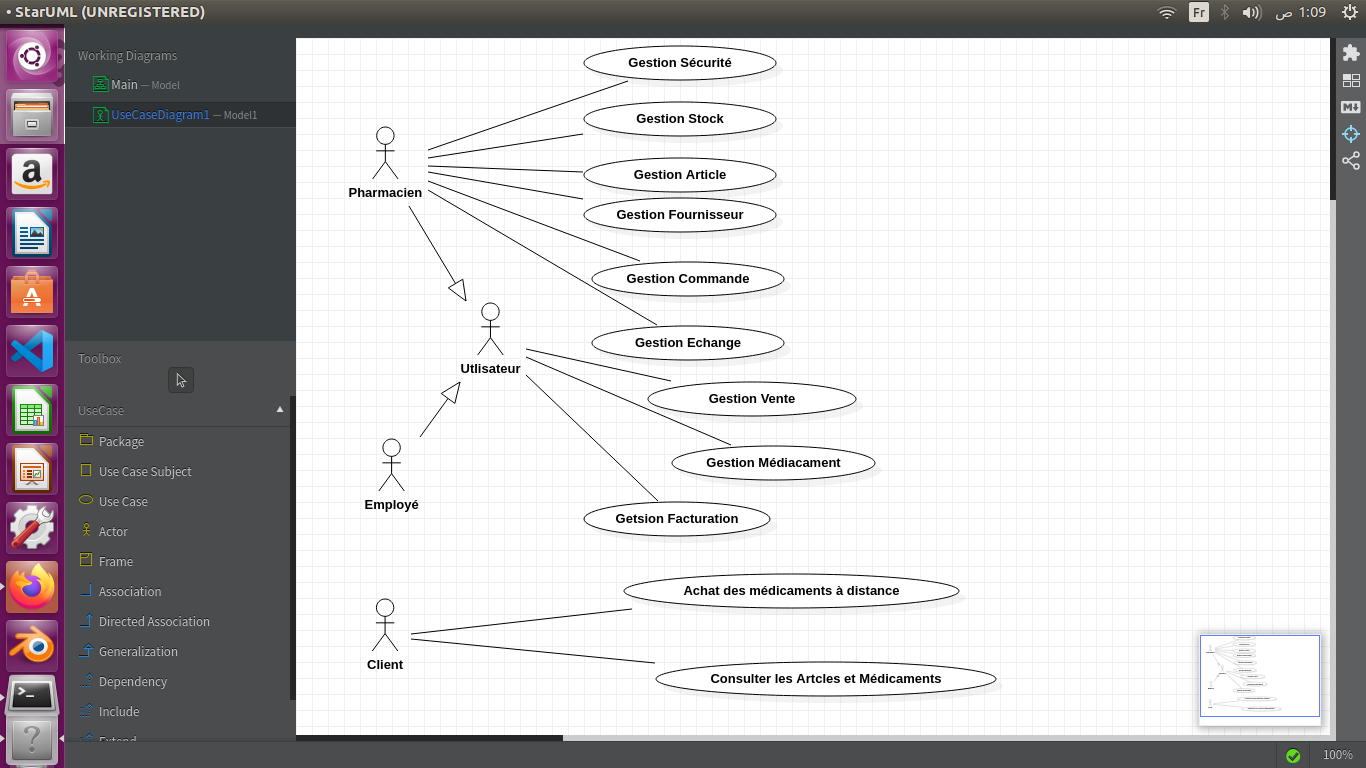 • StarUML (UNREGISTERED)
Fr
ص 1:09
Working Diagrams
Main — Model
UseCaseDiagram1 — Model1
Toolbox
UseCase
Package
Use Case Subject
Use Case
Actor
Frame
Association
Directed Association
Generalization
Dependency
Include
Extend
Gestion Sécurité
Gestion Stock
Gestion Article
Pharmacien
Gestion Fournisseur
Gestion Commande
Gestion Echange
Utlisateur
Gestion Vente
Gestion Médiacament
Employé
Getsion Facturation
Achat des médicaments à distance
Client
Consulter les Artcles et Médicaments
M
a
A
100%